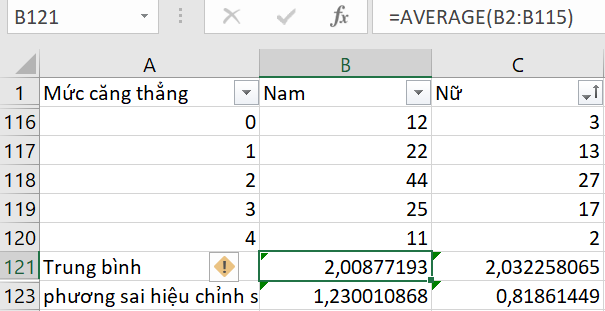 B121 =AVERAGE(B2:B115)
A B C
1 Mức căng thẳng Nam Nữ
116 0 12 3
117 1 22 13
118 2 44 27
119 3 25 17
120 4 11 2
121 Trung bình 2,00877193 2,032258065
123 phương sai hiệu chỉnh s 1,230010868 0,81861449